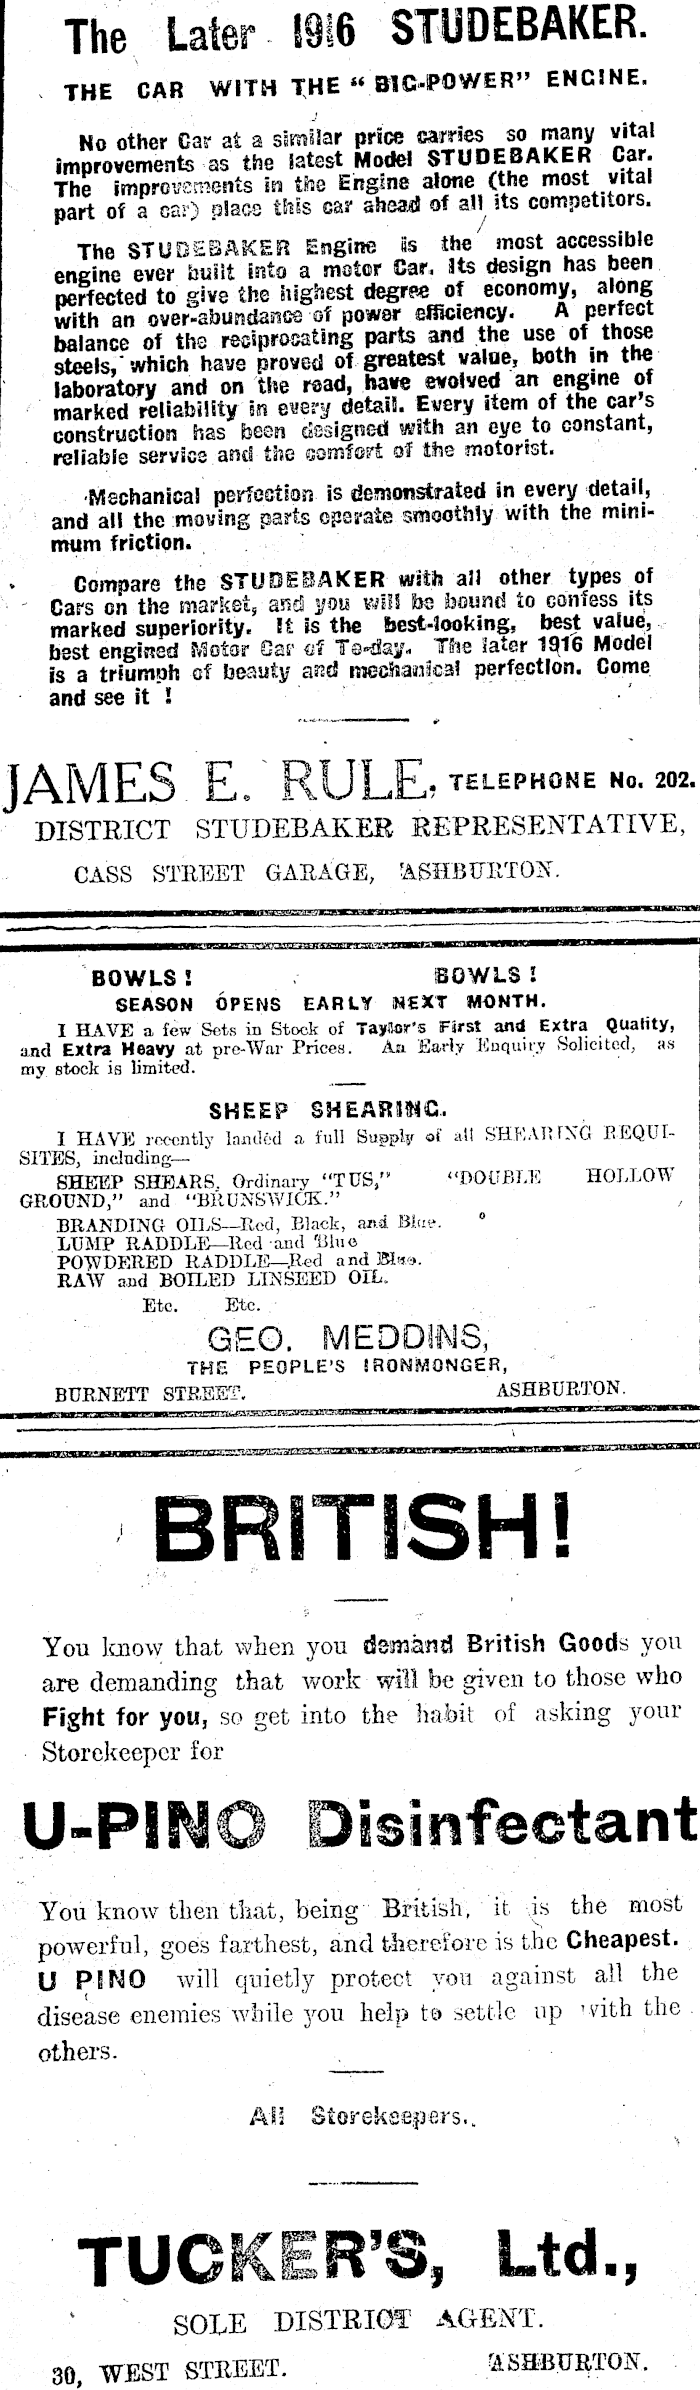 The Later 1916 STUDEBAKER.
THE CAR WITH THE "BIG-POWER" ENGINE.
No other Car at a similar price carries so many vital
improvements as the latest Model STUDEBAKER Car.
The improvements in the Engine alone (the most vital
part of a car) place this car ahead of all its competitors.
The STUDEBAKER Engine is the most accessible
engine ever built into a motor Car. Its design has been
perfected to give the highest degree of economy, along
with an over-abundance of power efficiency. A perfect
balance of the reciprocating parts and the use of those
steels, which have proved of greatest value, both in the
laboratory and on the road, have evolved an engine of
marked reliability in every detail. Every item of the car's
construction has been designed with an eye to constant,
reliable service and the comfort of the motorist.
Mechanical perfection is demonstrated in every detail,
and all the moving parts operate smoothly with the mini-
mum friction.
Compare the STUDEBAKER with all other types of
Cars on the market, and you will be bound to confess its
marked superiority. It is the best-looking, best value,
best engined Motor Car of To-day. The later 1916 Model
is a triumph of beauty and mechanical perfection. Come
and see it !
JAMES E. RULE, TELEPHONE No. 202.
DISTRICT STUDEBAKER REPRESENTATIVE,
CASS STREET GARAGE, ASHBURTON.
BOWLS! BOWLS!
SEASON OPENS EARLY NEXT MONTH.
I HAVE a few Sets in Stock of Taylor's First and Extra Quality,
and Extra Heavy at pre-War Prices. An Early Enquiry Solicited, as
my stock is limited.
SHEEP SHEARING.
I HAVE recently landed a full Supply of all SHEARING REQUI-
SITES, including—
SHEEP SHEARS, Ordinary "TUS," "DOUBLE HOLLOW
GROUND," and "BRUNSWICK."
BRANDING OILS—Red, Black, and Blue.
LUMP RADDLE—Red and Blue
POWDERED RADDLE—Red and Blue.
RAW and BOILED LINSEED OIL.
Etc. Etc.
GEO. MEDDINS,
THE PEOPLE'S IRONMONGER,
BURNETT STREET. ASHBURTON.
BRITISH!
You know that when you demand British Goods you
are demanding that work will be given to those who
Fight for you, so get into the habit of asking your
Storekeeper for
U-PINO Disinfectant
You know then that, being British, it is the most
powerful, goes farthest, and therefore is the Cheapest.
U PINO will quietly protect you against all the
disease enemies while you help to settle up with the
others.
All Storekeepers.
TUCKER'S, Ltd.,
SOLE DISTRICT AGENT.
30, WEST STREET. ASHBURTON.